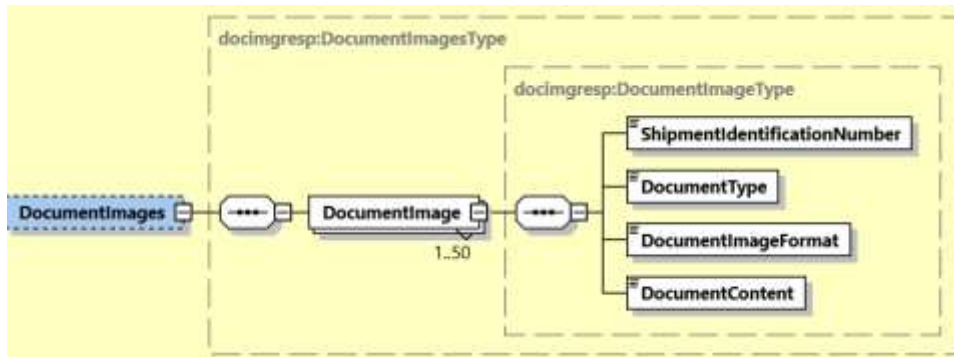 docimgresp:DocumentImagesType
docimgresp:DocumentImageType
ShipmentIdentificationNumber
DocumentType
DocumentImages
DocumentImage
DocumentImageFormat
1..50
DocumentContent